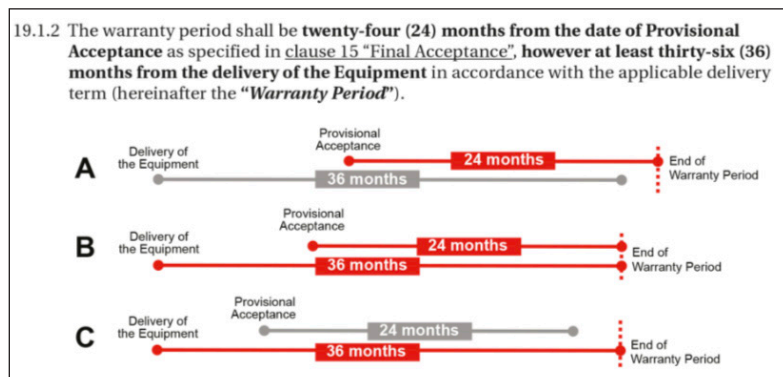 19.1.2 The warranty period shall be twenty-four (24) months from the date of Provisional
Acceptance as specified in clause 15 “Final Acceptance”, however at least thirty-six (36)
months from the delivery of the Equipment in accordance with the applicable delivery
term (hereinafter the “Warranty Period”).
A
Delivery of
the Equipment
Provisional
Acceptance
24 months
36 months
End of
Warranty Period
B
Delivery of
the Equipment
Provisional
Acceptance
24 months
36 months
End of
Warranty Period
C
Delivery of
the Equipment
Provisional
Acceptance
24 months
36 months
End of
Warranty Period